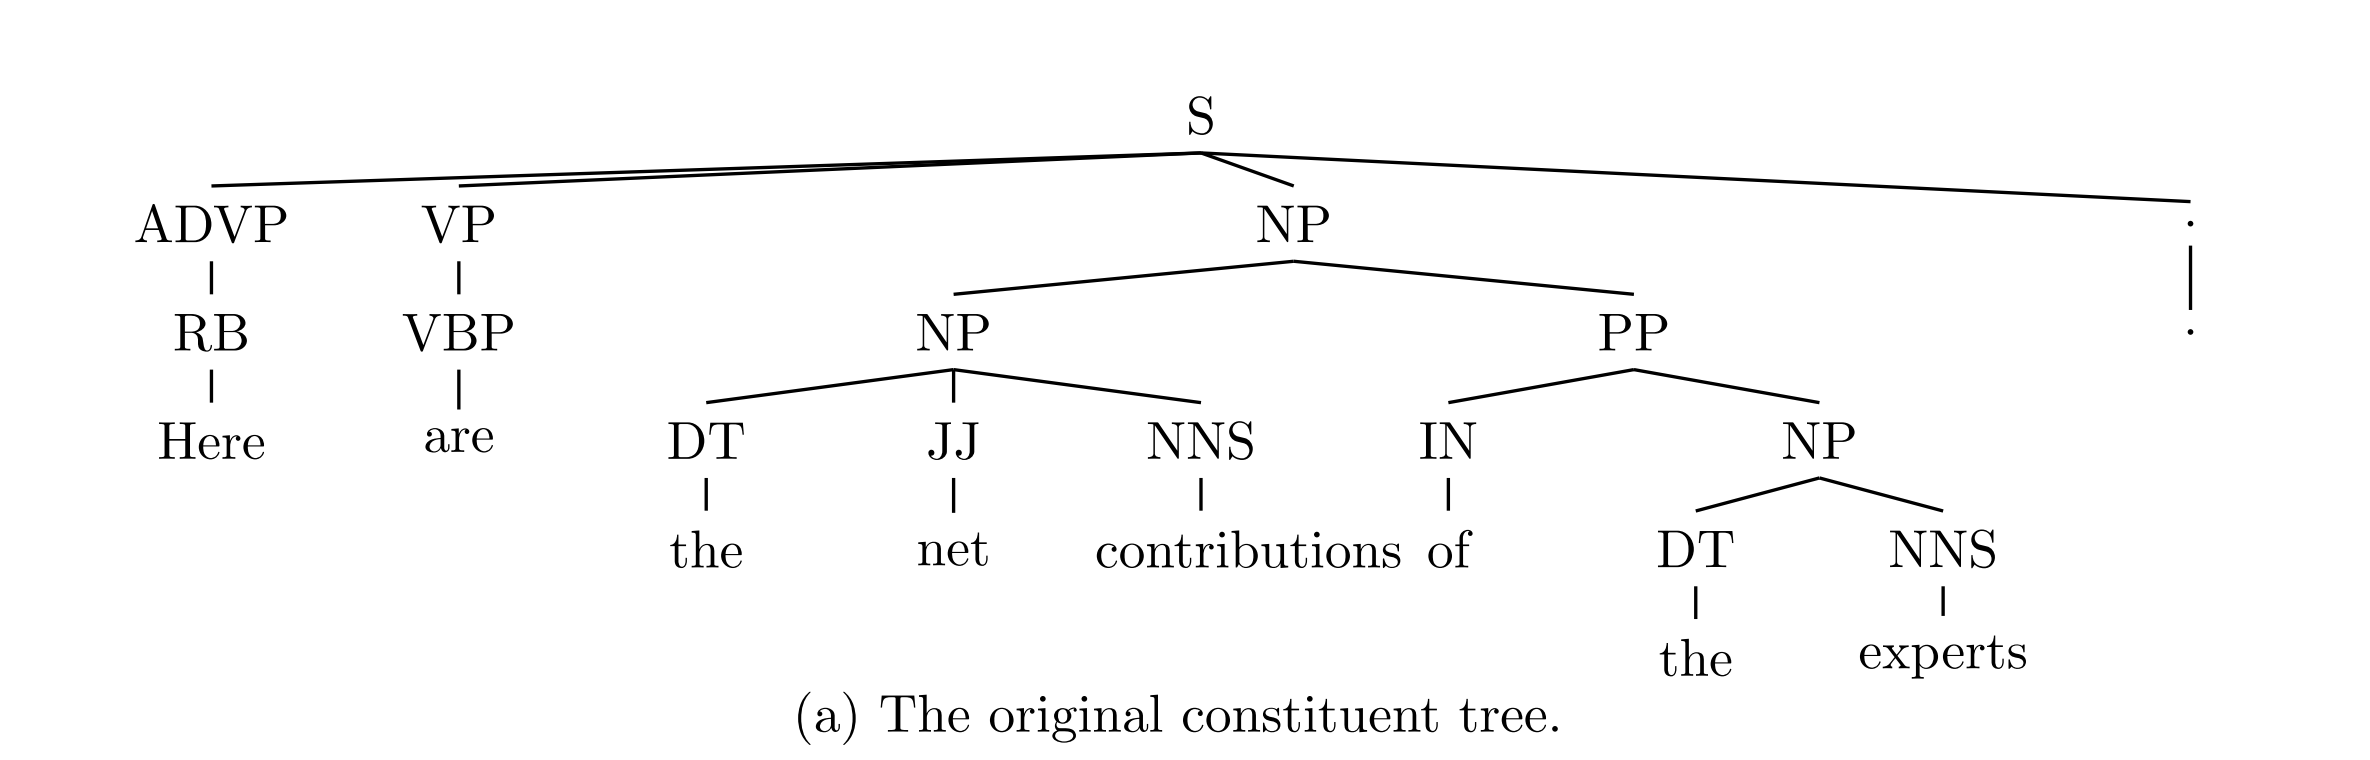 S
ADVP VP NP .
RB VBP NP PP .
Here are DT JJ NNS IN NP
the net contributions of DT NNS
the experts
(a) The original constituent tree.